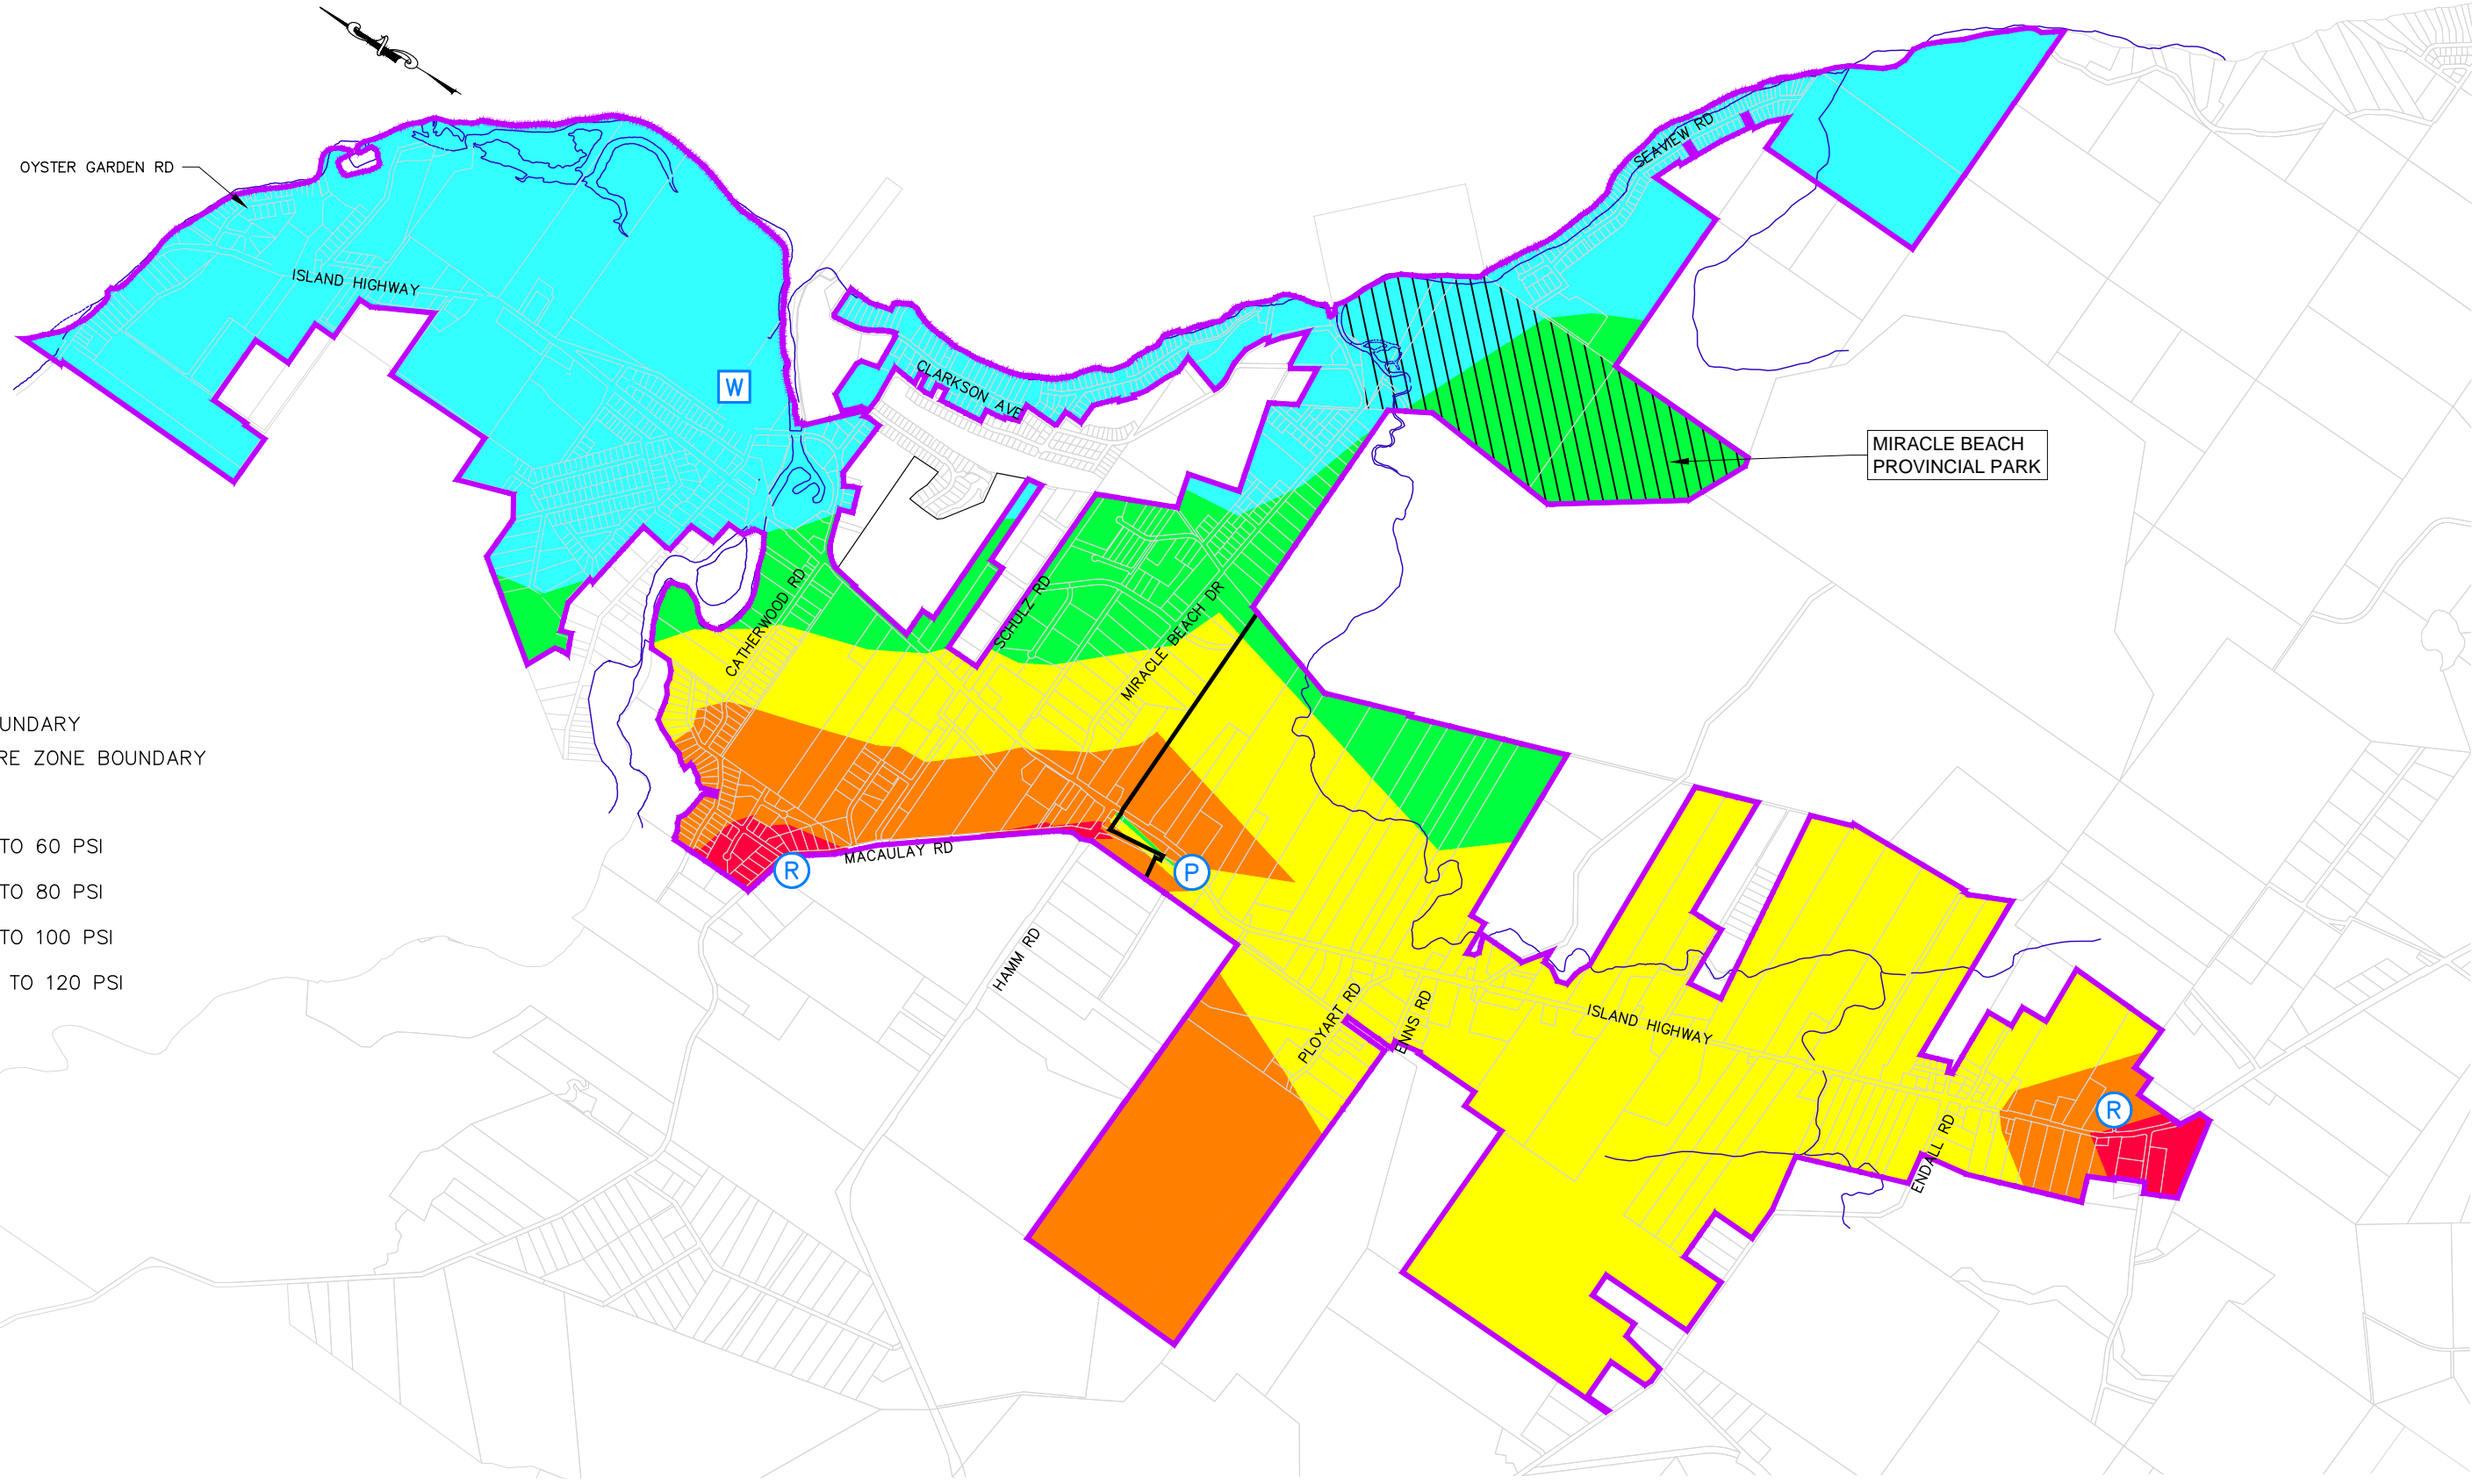 OYSTER GARDEN RD
SEAVIEW RD
ISLAND HIGHWAY
W
CLARKSON AVE
MIRACLE BEACH
PROVINCIAL PARK
CATHERWOOD RD
SCHULZ RD
MIRACLE BEACH DR
UNDARY
RE ZONE BOUNDARY
TO 60 PSI
TO 80 PSI
TO 100 PSI
TO 120 PSI
MACAULAY RD
R
P
HAMM RD
PLOYART RD
ENNS RD
ISLAND HIGHWAY
ENDALL RD
R